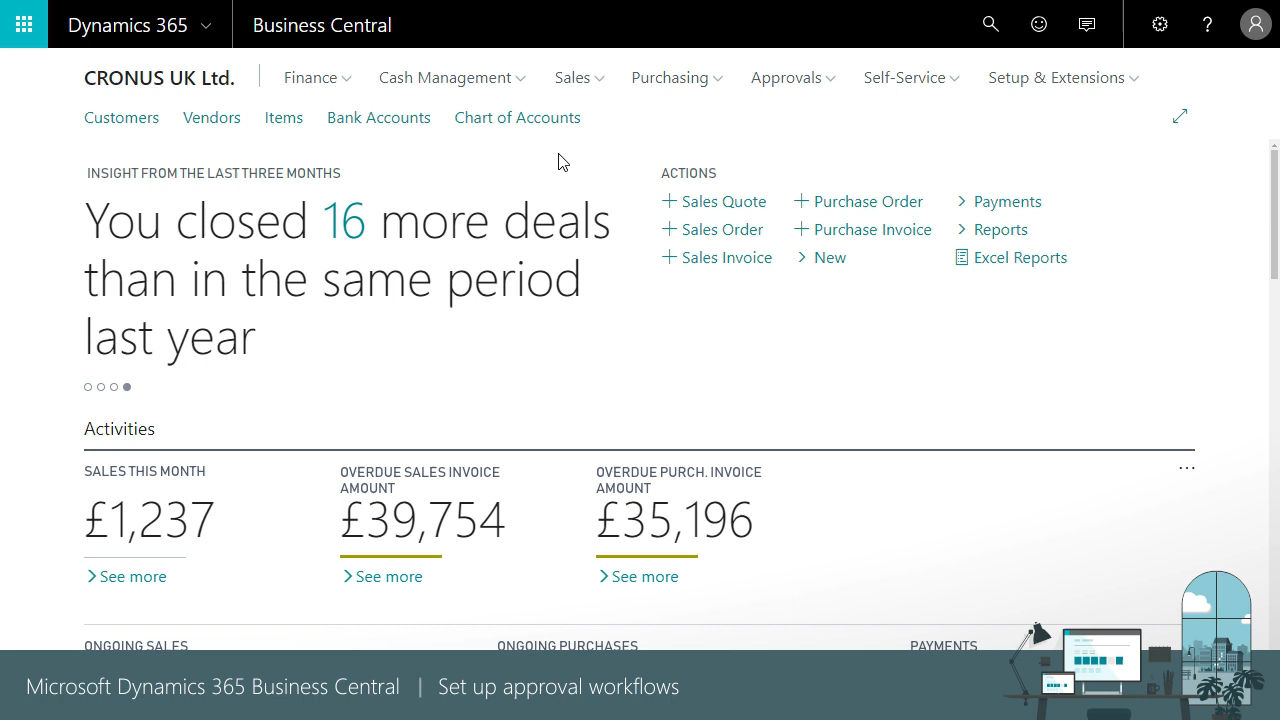 Dynamics 365 Business Central
CRONUS UK Ltd. Finance Cash Management Sales Purchasing Approvals Self-Service Setup & Extensions
Customers Vendors Items Bank Accounts Chart of Accounts
INSIGHT FROM THE LAST THREE MONTHS
You closed 16 more deals
than in the same period
last year
ACTIONS
+ Sales Quote + Purchase Order > Payments
+ Sales Order + Purchase Invoice > Reports
+ Sales Invoice > New Excel Reports
Activities
SALES THIS MONTH
£1,237
> See more
OVERDUE SALES INVOICE
AMOUNT
£39,754
> See more
OVERDUE PURCH. INVOICE
AMOUNT
£35,196
> See more
ONGOING SALES ONGOING PURCHASES PAYMENTS
Microsoft Dynamics 365 Business Central | Set up approval workflows